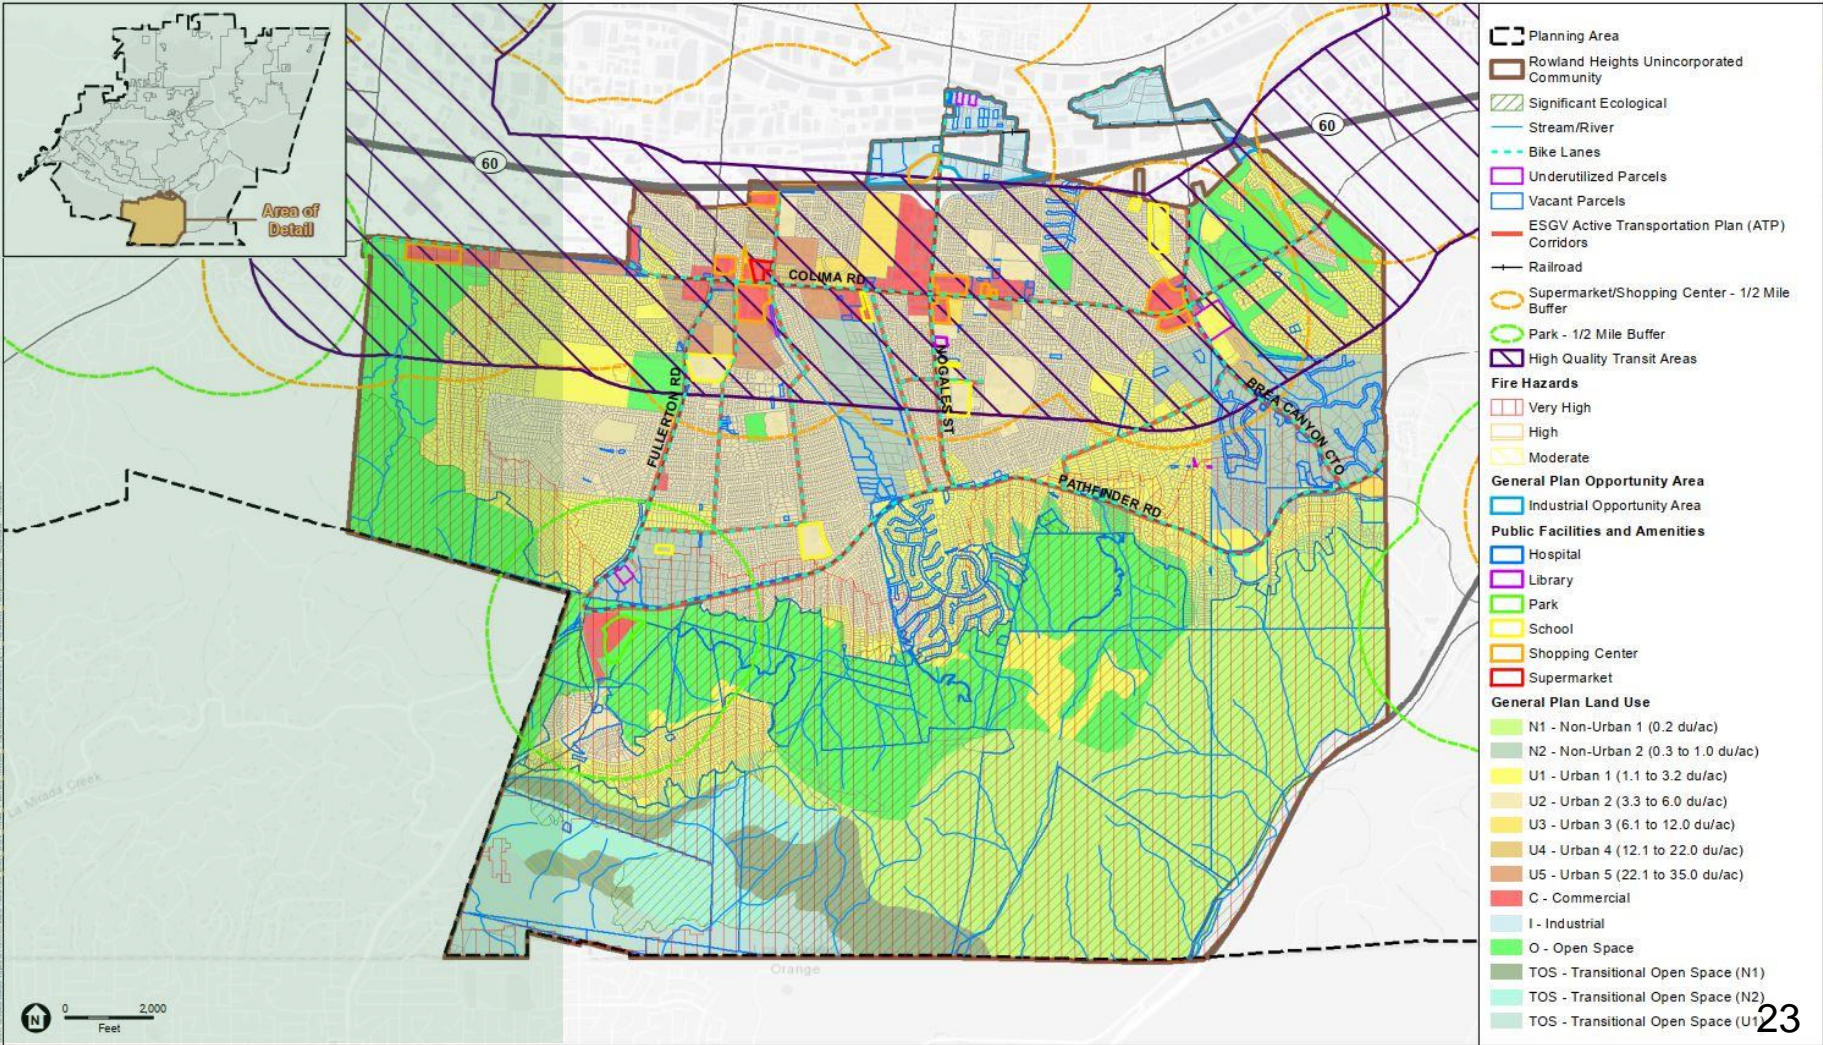 Area of
Detail
60
60
COLIMA RD
FULLERTON RD
NOGALES ST
BREA CANYON CTO
PATHFINDER RD
La Mirada Creek
Orange
N
0 2,000
Feet
Planning Area
Rowland Heights Unincorporated
Community
Significant Ecological
Stream/River
Bike Lanes
Underutilized Parcels
Vacant Parcels
ESGV Active Transportation Plan (ATP)
Corridors
Railroad
Supermarket/Shopping Center - 1/2 Mile
Buffer
Park - 1/2 Mile Buffer
High Quality Transit Areas
Fire Hazards
Very High
High
Moderate
General Plan Opportunity Area
Industrial Opportunity Area
Public Facilities and Amenities
Hospital
Library
Park
School
Shopping Center
Supermarket
General Plan Land Use
N1 - Non-Urban 1 (0.2 du/ac)
N2 - Non-Urban 2 (0.3 to 1.0 du/ac)
U1 - Urban 1 (1.1 to 3.2 du/ac)
U2 - Urban 2 (3.3 to 6.0 du/ac)
U3 - Urban 3 (6.1 to 12.0 du/ac)
U4 - Urban 4 (12.1 to 22.0 du/ac)
U5 - Urban 5 (22.1 to 35.0 du/ac)
C - Commercial
I - Industrial
O - Open Space
TOS - Transitional Open Space (N1)
TOS - Transitional Open Space (N2)
TOS - Transitional Open Space (U1)
23